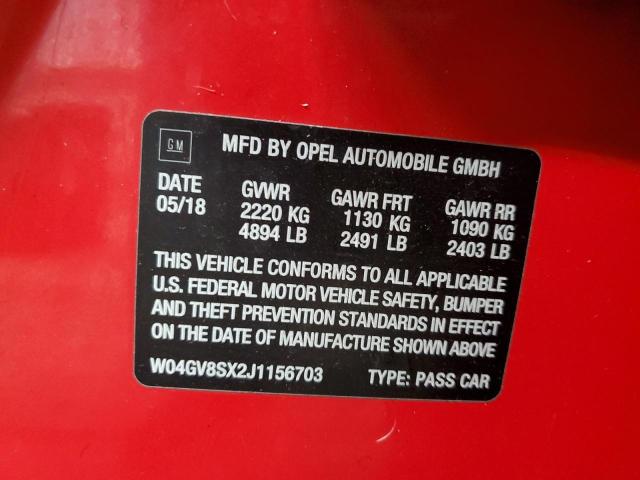 GM MFD BY OPEL AUTOMOBILE GMBH
DATE GVWR GAWR FRT GAWR RR
05/18 2220 KG 1130 KG 1090 KG
4894 LB 2491 LB 2403 LB
THIS VEHICLE CONFORMS TO ALL APPLICABLE
U.S. FEDERAL MOTOR VEHICLE SAFETY, BUMPER
AND THEFT PREVENTION STANDARDS IN EFFECT
ON THE DATE OF MANUFACTURE SHOWN ABOVE
W04GV8SX2J1156703 TYPE: PASS CAR